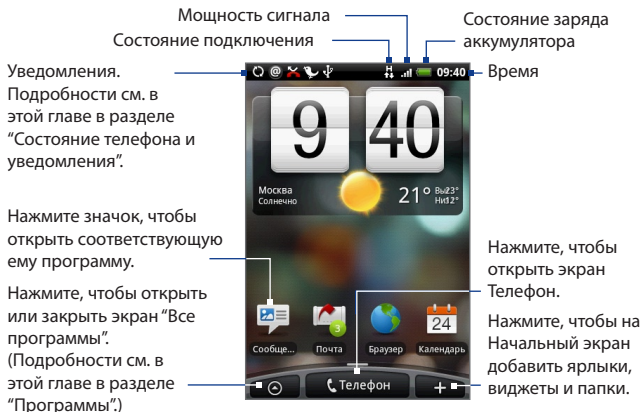 Мощность сигнала
Состояние подключения
Состояние заряда
аккумулятора
Время
Уведомления.
Подробности см. в
этой главе в разделе
“Состояние телефона и
уведомления”.
Нажмите значок, чтобы
открыть соответствующую
ему программу.
Нажмите, чтобы открыть
или закрыть экран “Все
программы”.
(Подробности см. в
этой главе в разделе
“Программы”.)
H
09:40
9 40
Москва
Солнечно
21°
Вы23°
Ни12°
3
24
Сообще...
Почта
Браузер
Календарь
Телефон
Нажмите, чтобы
открыть экран
Телефон.
Нажмите, чтобы на
Начальный экран
добавить ярлыки,
виджеты и папки.